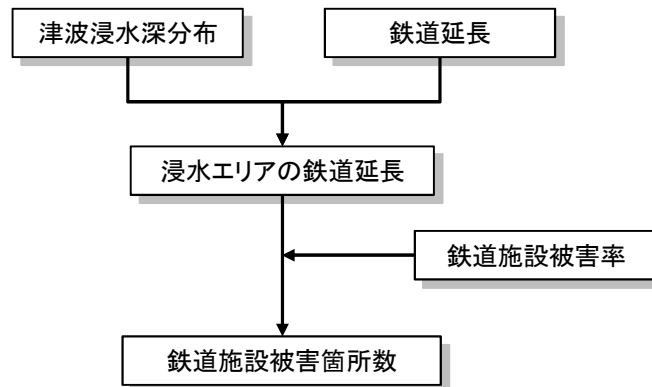 津波浸水深分布
鉄道延長
浸水エリアの鉄道延長
鉄道施設被害率
鉄道施設被害箇所数